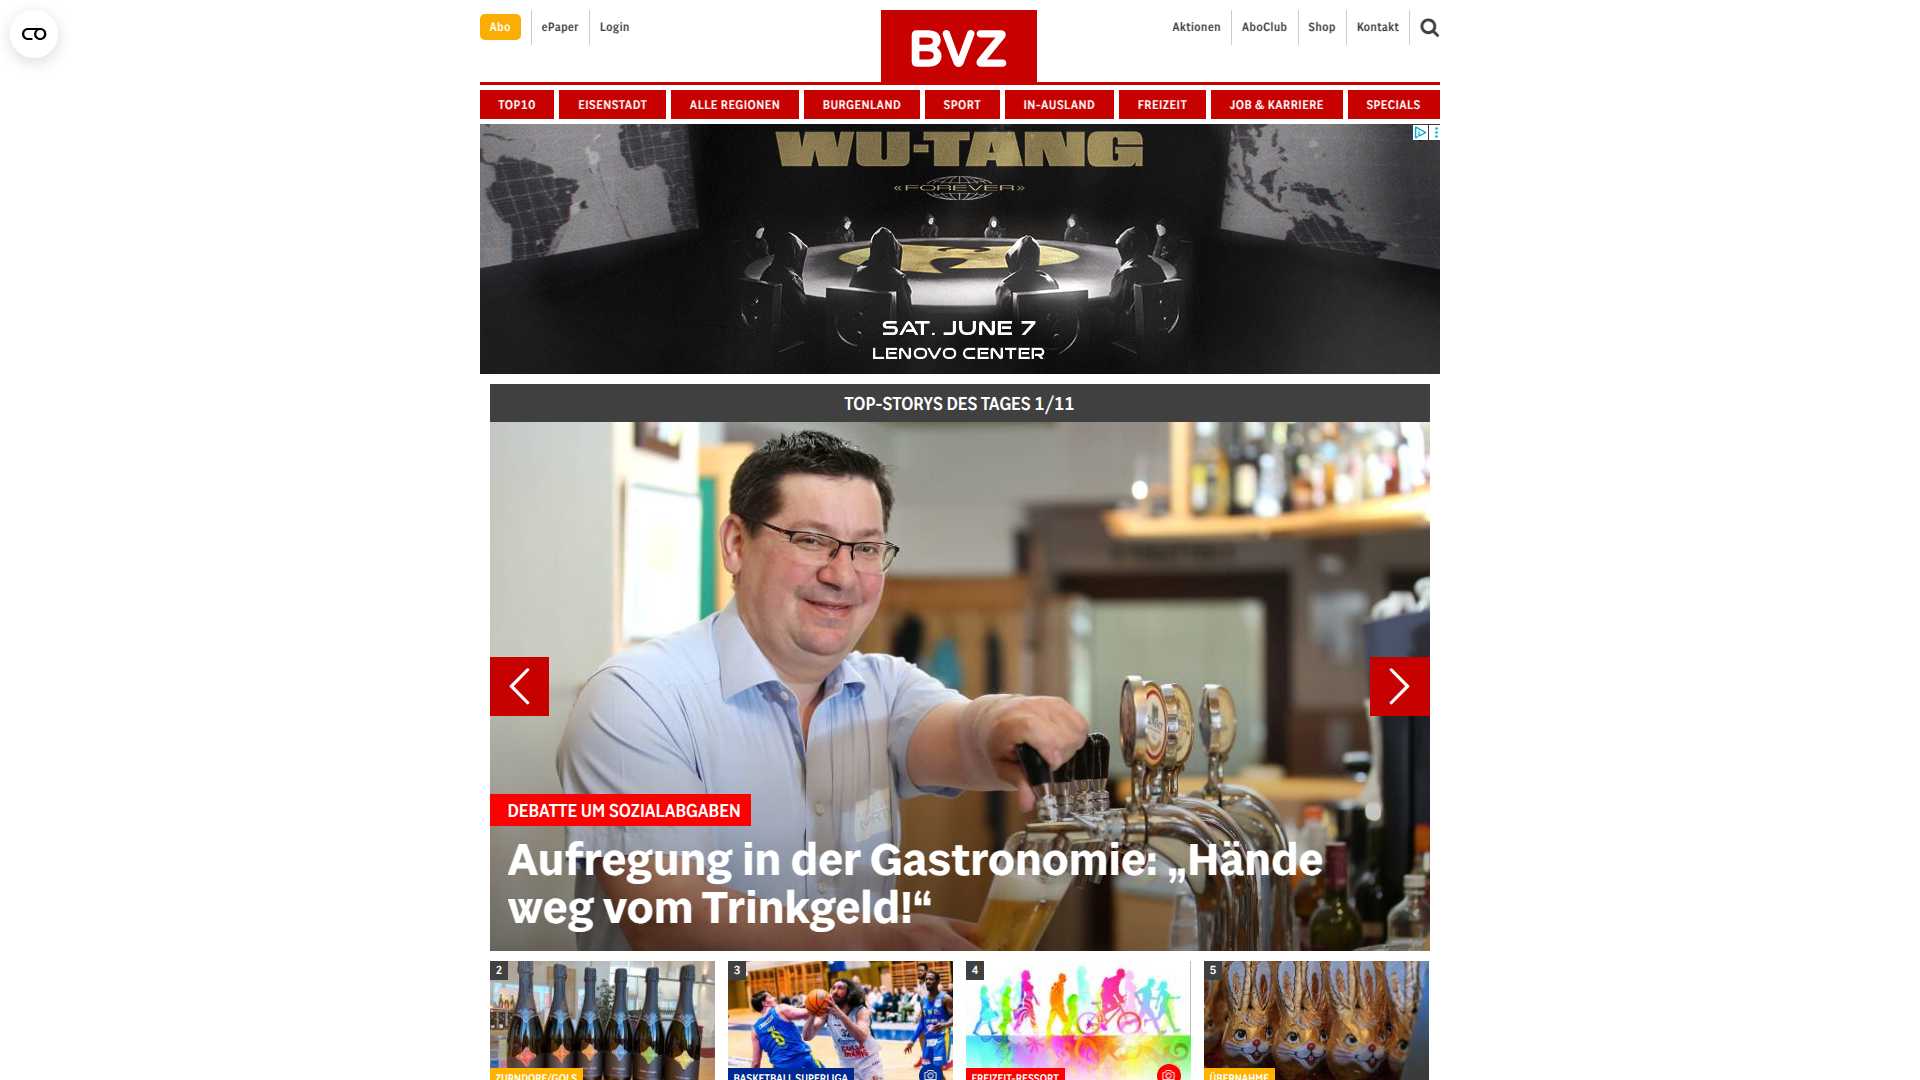 Abo
ePaper
Login
BVZ
Aktionen
AboClub
Shop
Kontakt
TOP10
EISENSTADT
ALLE REGIONEN
BURGENLAND
SPORT
IN-AUSLAND
FREIZEIT
JOB & KARRIERE
SPECIALS
WU-TANG
«FOREVER»
SAT. JUNE 7
LENOVO CENTER
TOP-STORYS DES TAGES 1/11
DEBATTE UM SOZIALABGABEN
Aufregung in der Gastronomie: „Hände
weg vom Trinkgeld!“
2
3
4
5
ZURNDORF/GOLS
BASKETBALL SUPERLIGA
FREIZEIT-RESSORT
ÜBERNAHME